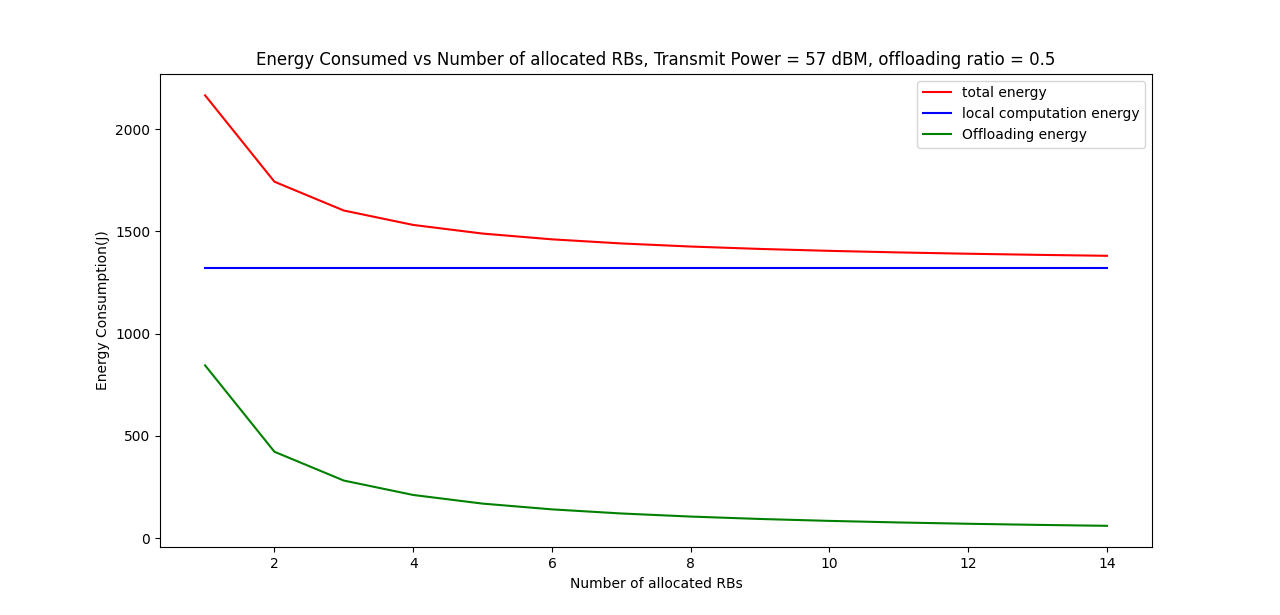 Energy Consumed vs Number of allocated RBs, Transmit Power = 57 dBM, offloading ratio = 0.5
total energy
local computation energy
Offloading energy
Energy Consumption(J)
2000
1500
1000
500
0
2 4 6 8 10 12 14
Number of allocated RBs